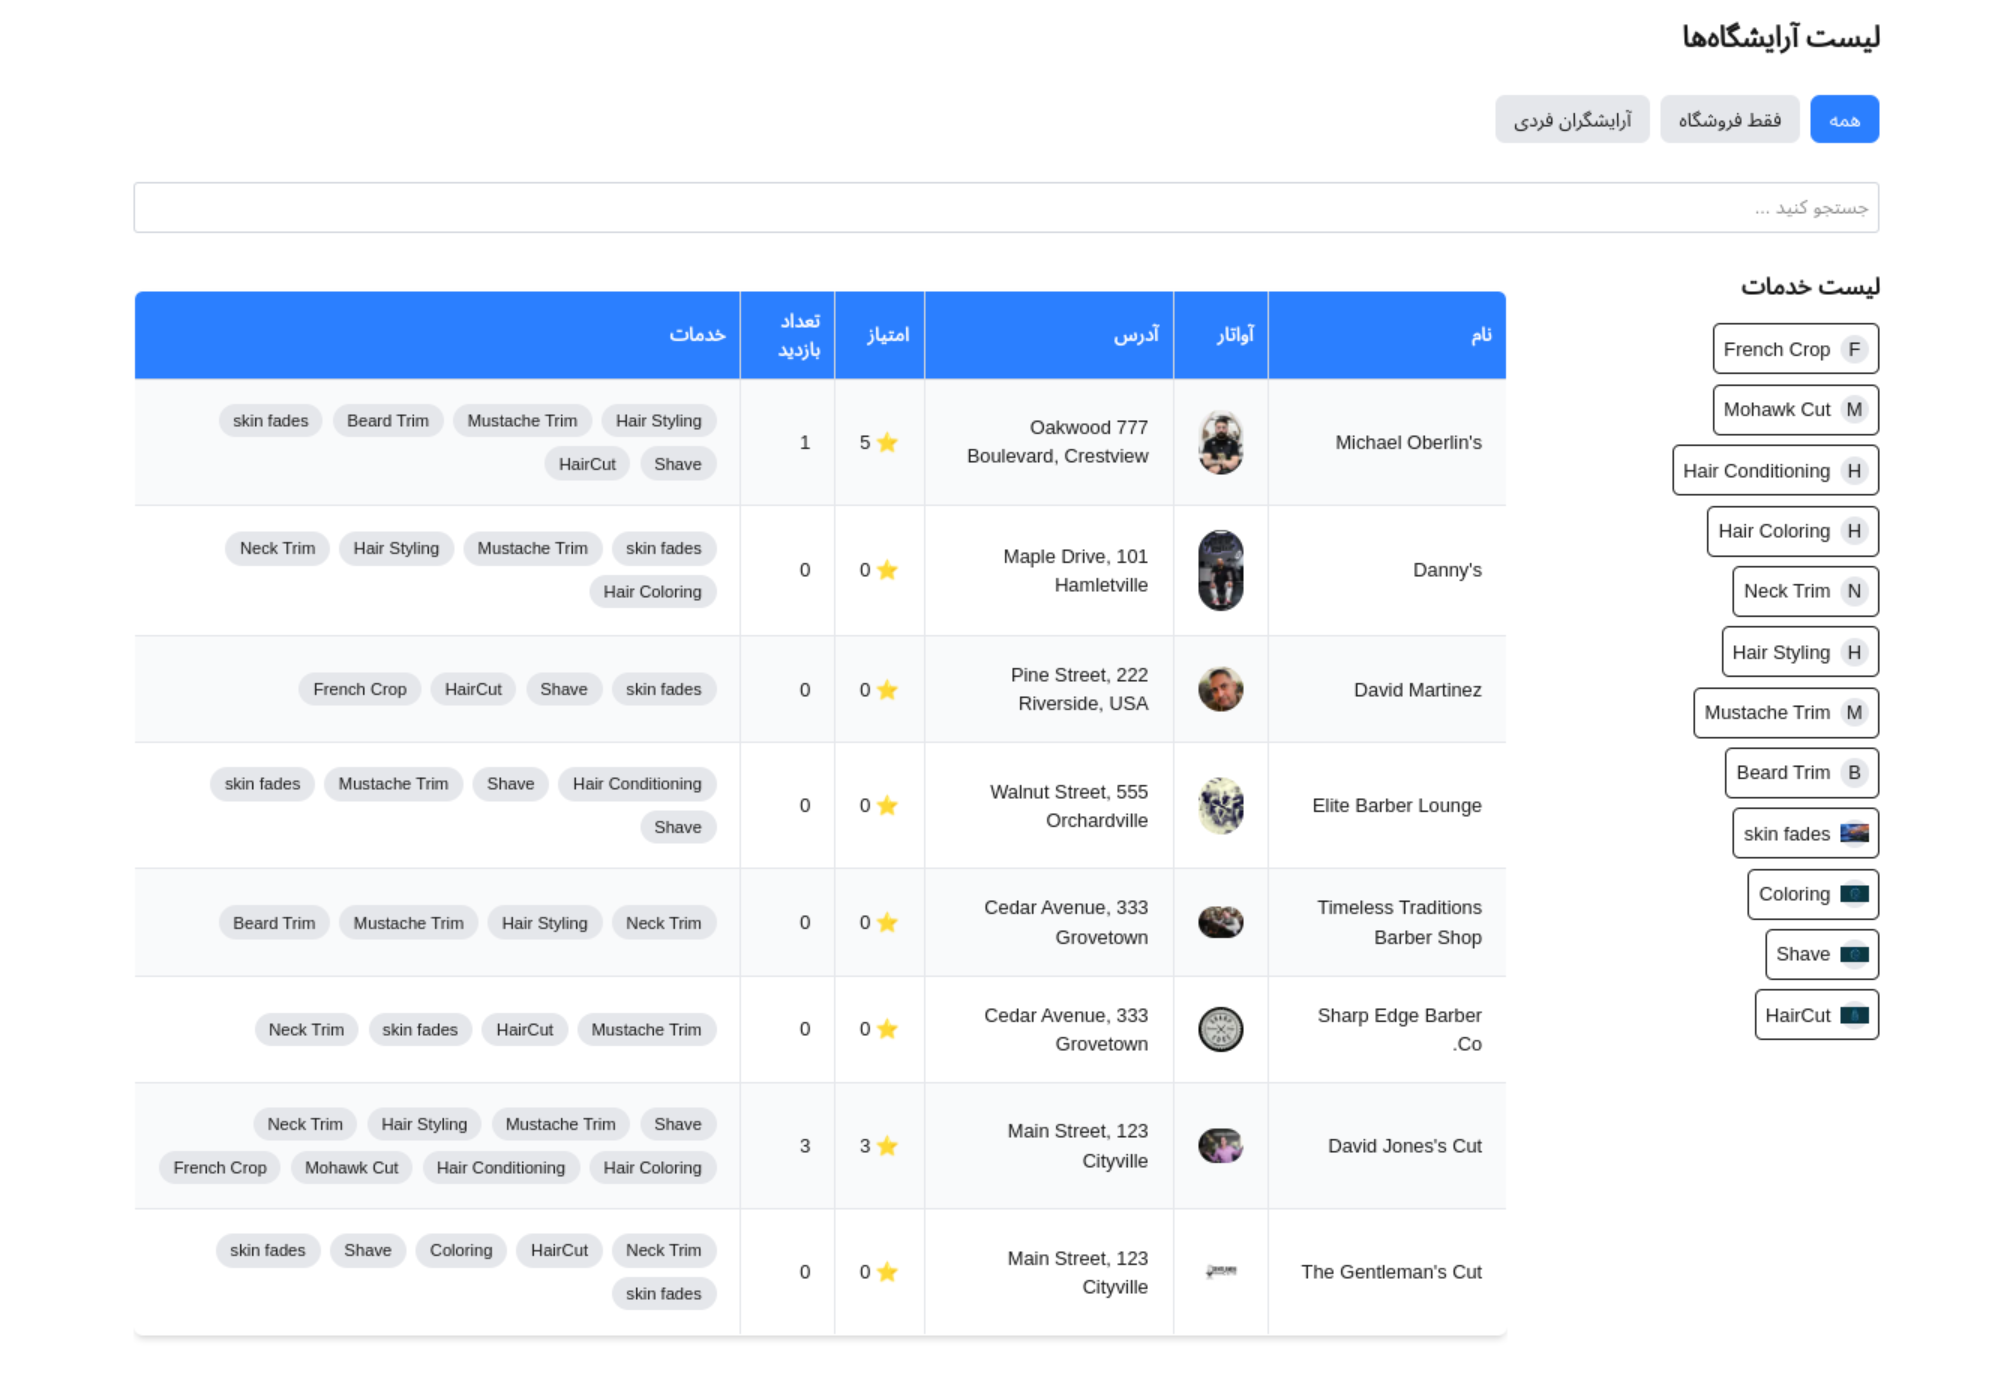 لیست آرایشگاه‌ها
همه
فقط فروشگاه
آرایشگران فردی
جستجو کنید ...
لیست خدمات
F French Crop
M Mohawk Cut
H Hair Conditioning
H Hair Coloring
N Neck Trim
H Hair Styling
M Mustache Trim
B Beard Trim
skin fades
Coloring
Shave
HairCut
نام
آواتار
آدرس
امتیاز
تعداد
بازدید
خدمات
Michael Oberlin's
Oakwood 777
Boulevard, Crestview
5 ⭐
1
Hair Styling
Mustache Trim
Beard Trim
skin fades
Shave
HairCut
Danny's
Maple Drive, 101
Hamletville
0 ⭐
0
skin fades
Mustache Trim
Hair Styling
Neck Trim
Hair Coloring
David Martinez
Pine Street, 222
Riverside, USA
0 ⭐
0
skin fades
Shave
HairCut
French Crop
Elite Barber Lounge
Walnut Street, 555
Orchardville
0 ⭐
0
Hair Conditioning
Shave
Mustache Trim
skin fades
Shave
Timeless Traditions
Barber Shop
Cedar Avenue, 333
Grovetown
0 ⭐
0
Neck Trim
Hair Styling
Mustache Trim
Beard Trim
Sharp Edge Barber
.Co
Cedar Avenue, 333
Grovetown
0 ⭐
0
Mustache Trim
HairCut
skin fades
Neck Trim
David Jones's Cut
Main Street, 123
Cityville
3 ⭐
3
Shave
Mustache Trim
Hair Styling
Neck Trim
Hair Coloring
Hair Conditioning
Mohawk Cut
French Crop
The Gentleman's Cut
Main Street, 123
Cityville
0 ⭐
0
Neck Trim
HairCut
Coloring
Shave
skin fades
skin fades